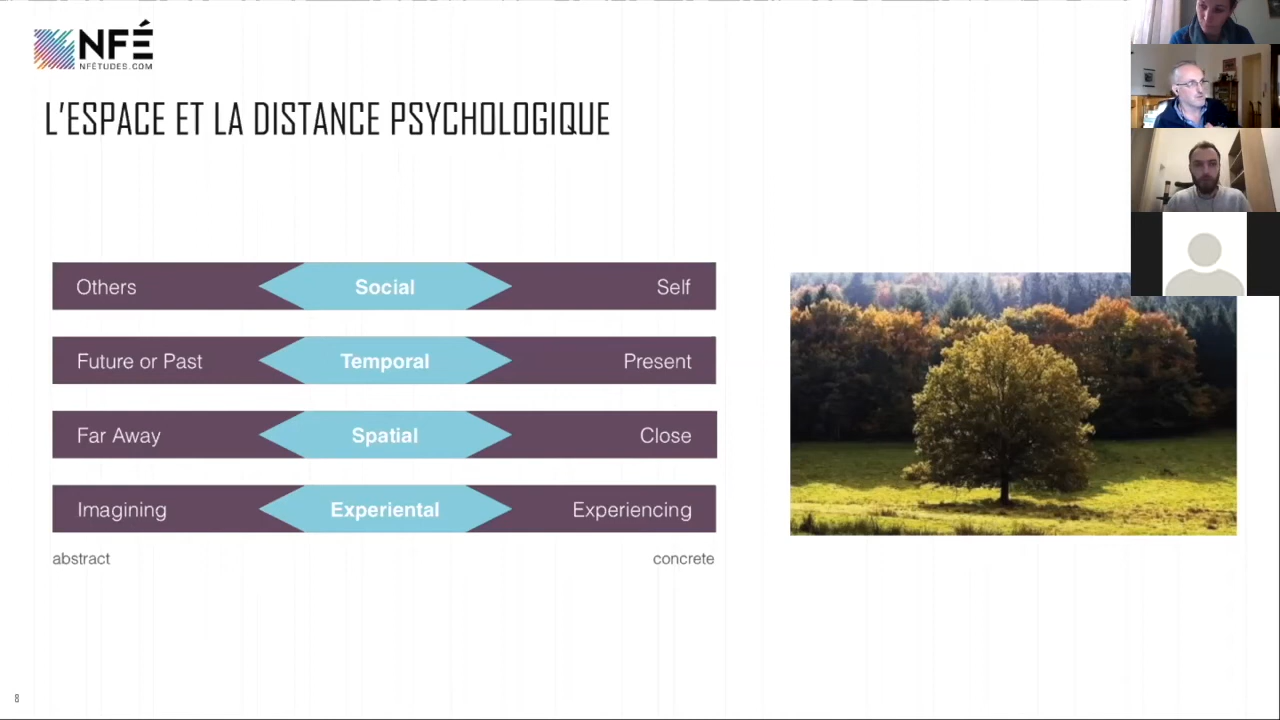 NFÉ
NFÉTUDES.COM
L'ESPACE ET LA DISTANCE PSYCHOLOGIQUE
Others Social Self
Future or Past Temporal Present
Far Away Spatial Close
Imagining Experiental Experiencing
abstract concrete
8